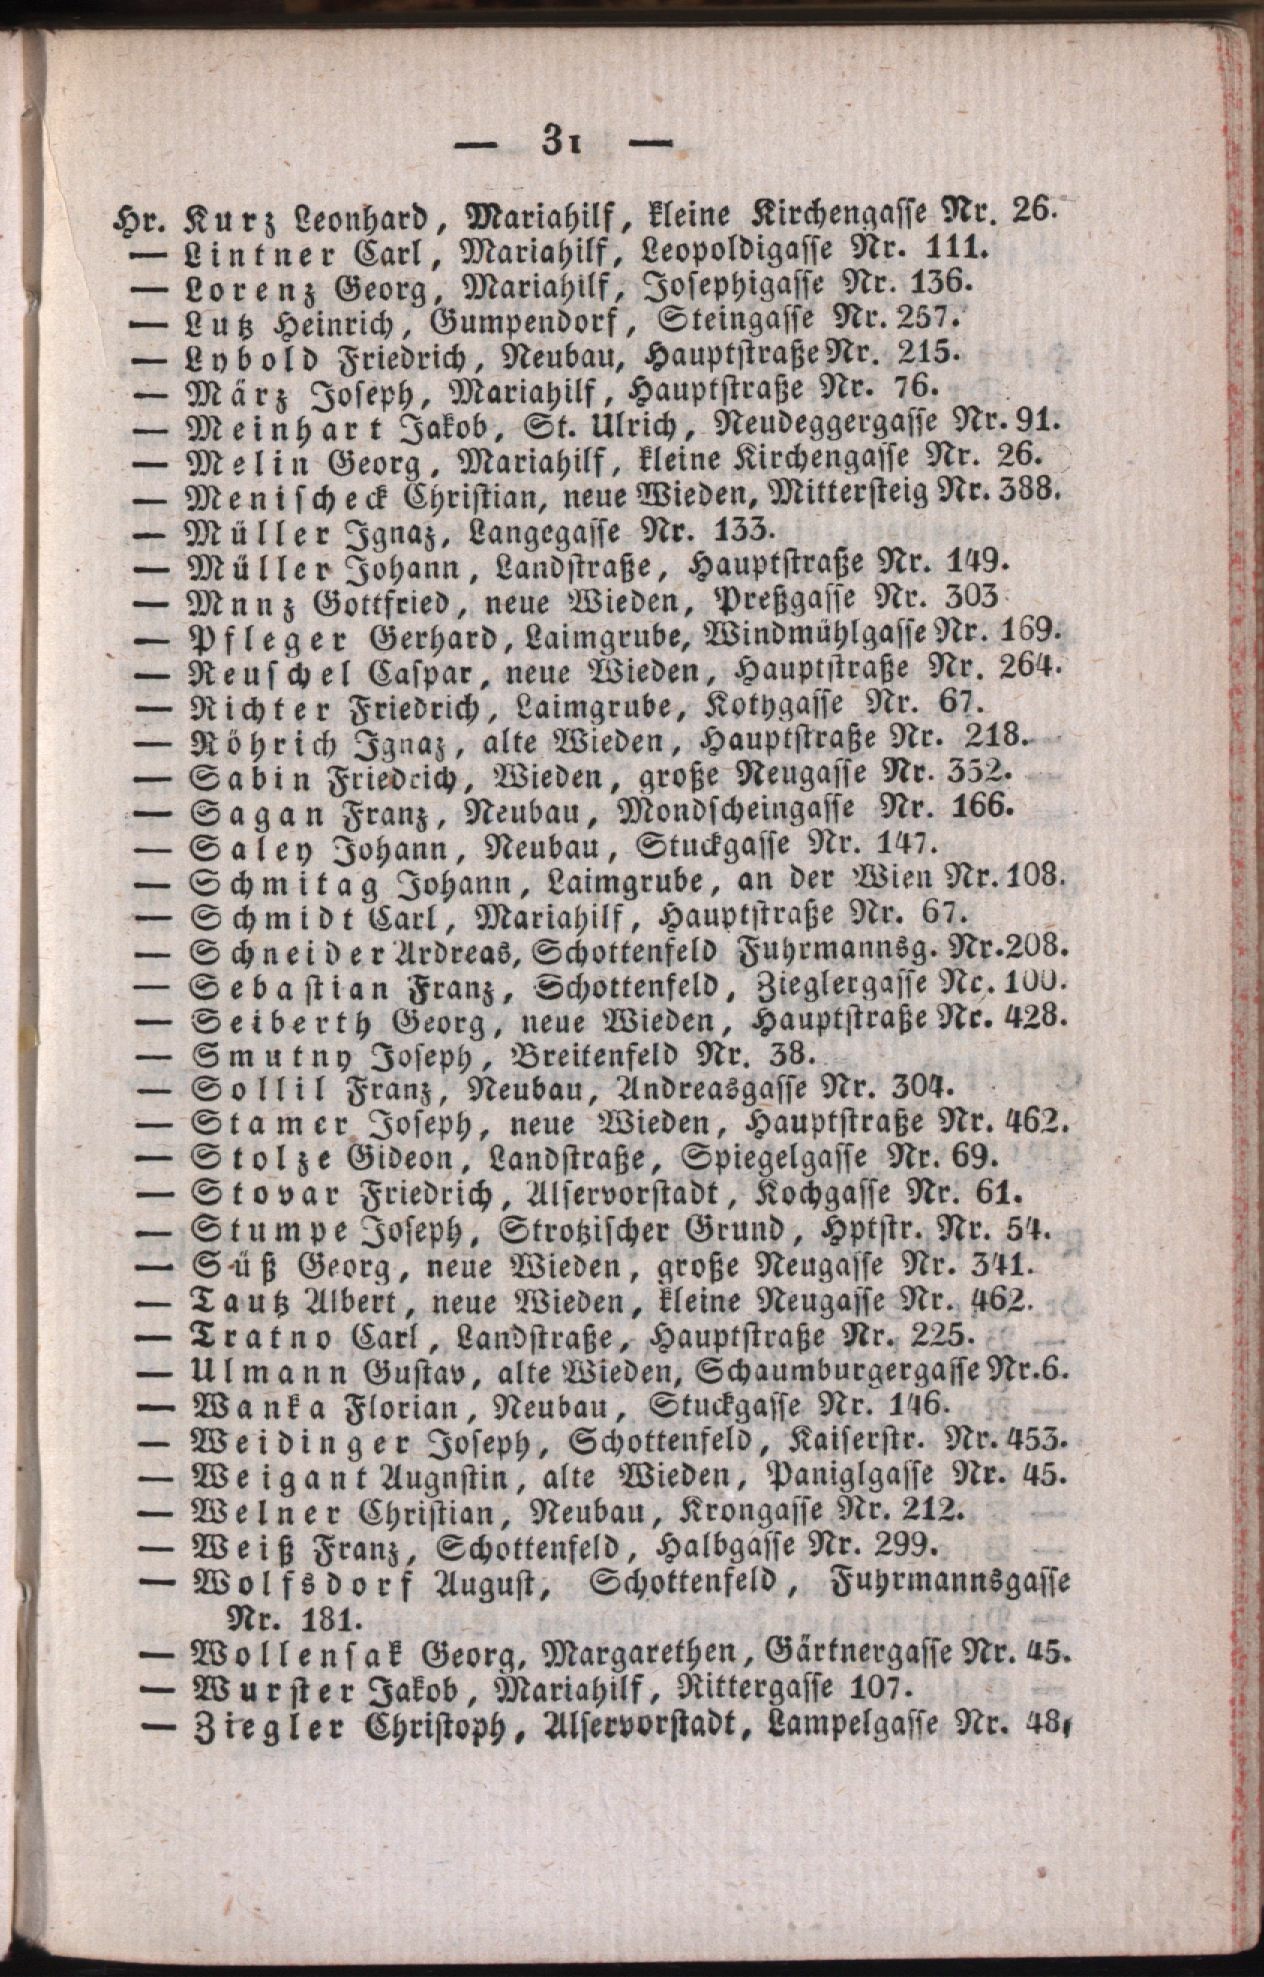 — 31 —
Hr. Kurz Leonhard, Mariahilf, kleine Kirchengasse Nr. 26.
— Lintner Carl, Mariahilf, Leopoldigasse Nr. 111.
— Lorenz Georg, Mariahilf, Josephigasse Nr. 136.
— Lutz Heinrich, Gumpendorf, Steingasse Nr. 257.
— Lybold Friedrich, Neubau, Hauptstraße Nr. 215.
— März Joseph, Mariahilf, Hauptstraße Nr. 76.
— Meinhart Jakob, St. Ulrich, Neudeggergasse Nr. 91.
— Melin Georg, Mariahilf, kleine Kirchengasse Nr. 26.
— Menischeck Christian, neue Wieden, Mittersteig Nr. 388.
— Müller Ignaz, Langegasse Nr. 133.
— Müller Johann, Landstraße, Hauptstraße Nr. 149.
— Mnnz Gottfried, neue Wieden, Preßgasse Nr. 303
— Pfleger Gerhard, Laimgrube, Windmühlgasse Nr. 169.
— Reuschel Caspar, neue Wieden, Hauptstraße Nr. 264.
— Richter Friedrich, Laimgrube, Kothgasse Nr. 67.
— Röhrich Ignaz, alte Wieden, Hauptstraße Nr. 218.
— Sabin Friedrich, Wieden, große Neugasse Nr. 352.
— Sagan Franz, Neubau, Mondscheingasse Nr. 166.
— Saley Johann, Neubau, Stuckgasse Nr. 147.
— Schmitag Johann, Laimgrube, an der Wien Nr. 108.
— Schmidt Carl, Mariahilf, Hauptstraße Nr. 67.
— Schneider Ardreas, Schottenfeld Fuhrmannsg. Nr. 208.
— Sebastian Franz, Schottenfeld, Zieglergasse Nr. 100.
— Seiberth Georg, neue Wieden, Hauptstraße Nr. 428.
— Smutny Joseph, Breitenfeld Nr. 38.
— Sollil Franz, Neubau, Andreasgasse Nr. 304.
— Stamer Joseph, neue Wieden, Hauptstraße Nr. 462.
— Stolze Gideon, Landstraße, Spiegelgasse Nr. 69.
— Stovar Friedrich, Alservorstadt, Kochgasse Nr. 61.
— Stumpe Joseph, Strotzischer Grund, Hptstr. Nr. 54.
— Süß Georg, neue Wieden, große Neugasse Nr. 341.
— Tautz Albert, neue Wieden, kleine Neugasse Nr. 462.
— Tratno Carl, Landstraße, Hauptstraße Nr. 225.
— Ulmann Gustav, alte Wieden, Schaumburgergasse Nr. 6.
— Wanka Florian, Neubau, Stuckgasse Nr. 146.
— Weidinger Joseph, Schottenfeld, Kaiserstr. Nr. 453.
— Weigant Augnstin, alte Wieden, Paniglgasse Nr. 45.
— Welner Christian, Neubau, Krongasse Nr. 212.
— Weiß Franz, Schottenfeld, Halbgasse Nr. 299.
— Wolfsdorf August, Schottenfeld, Fuhrmannsgasse
Nr. 181.
— Wollensak Georg, Margarethen, Gärtnergasse Nr. 45.
— Wurster Jakob, Mariahilf, Rittergasse 107.
— Ziegler Christoph, Alservorstadt, Lampelgasse Nr. 48,